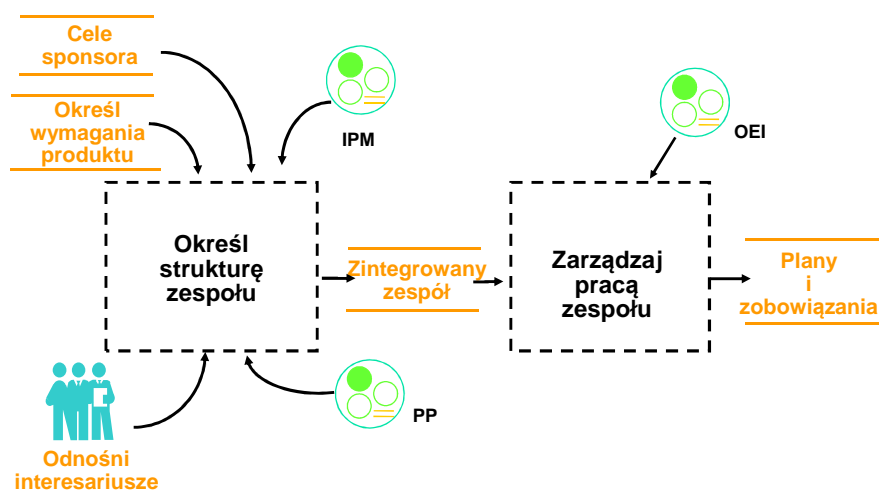 Cele
sponsora
Określ
wymagania
produktu
IPM
OEI
Określ
strukturę
zespołu
Zintegrowany
zespół
Zarządzaj
pracą
zespołu
Plany
i
zobowiązania
PP
Odnośni
interesariusze